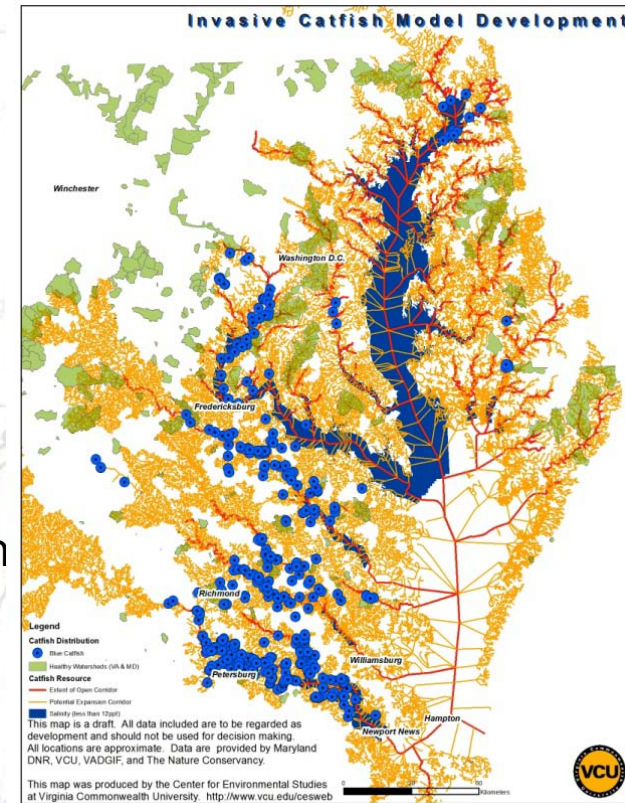 Invasive Catfish Model Development
Winchester
Washington D.C.
Fredericksburg
n
Richmond
Legend
Catfish Distribution
Blue Catfish
Healthy Watersheds (VA & MD)
Catfish Resource
Extent of Open Corridor
Potential Expansion Corridor
Salinity (less than 12ppt)
Williamsburg
Petersburg
Hampton
Newport News
This map is a draft. All data included are to be regarded as
development and should not be used for decision making.
All locations are approximate. Data are provided by Maryland
DNR, VCU, VADGIF, and The Nature Conservancy.
This map was produced by the Center for Environmental Studies
at Virginia Commonwealth University. http://www.vcu.edu/cesweb
0
Kilometers
VCU